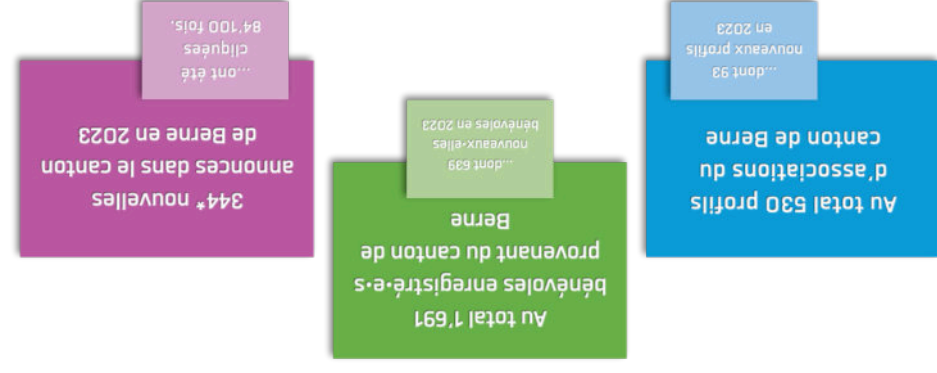 Au total 530 profils
d'associations du
canton de Berne
...dont 93
nouveaux profils
en 2023
Au total 1'691
bénévoles enregistré·e·s
provenant du canton de
Berne
...dont 639
nouveaux·elles
bénévoles en 2023
344* nouvelles
annonces dans le canton
de Berne en 2023
...ont été
cliquées
84'100 fois.